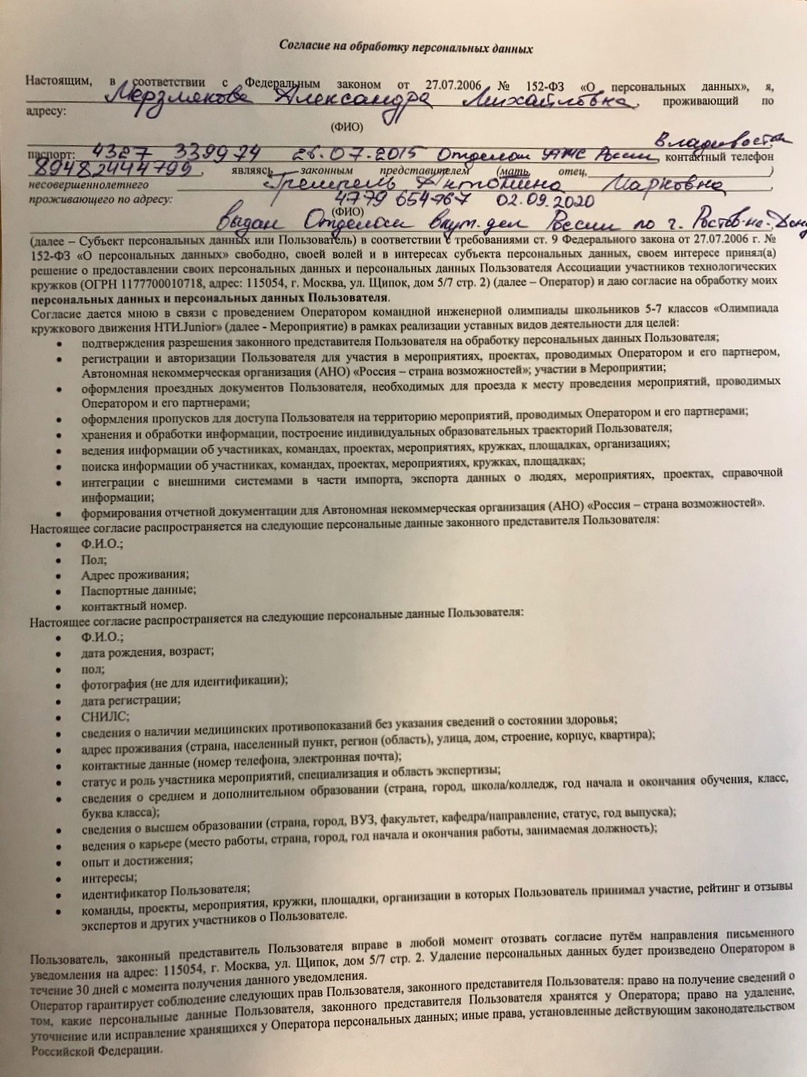 Согласие на обработку персональных данных
Настоящим, в соответствии с Федеральным законом от 27.07.2006 № 152-ФЗ «О персональных данных», я,
Мерзлякова Александра Михайловна, проживающий по
адресу:
(ФИО)
Владивосток
паспорт: 4327 339974 26.07.2015 Отделом УФМС России, контактный телефон
89482444799, являясь законным представителем (мать, отец, )
несовершеннолетнего Антонина Марковна
проживающего по адресу: 4779 654767 02.09.2020
(ФИО)
Выдан Отделом внут. дел России по г. Ростов-на-Дону
(далее – Субъект персональных данных или Пользователь) в соответствии с требованиями ст. 9 Федерального закона от 27.07.2006 г. №
152-ФЗ «О персональных данных» свободно, своей волей и в интересах субъекта персональных данных, своем интересе принял(а)
решение о предоставлении своих персональных данных и персональных данных Пользователя Ассоциации участников технологических
кружков (ОГРН 1177700010718, адрес: 115054, г. Москва, ул. Щипок, дом 5/7 стр. 2) (далее – Оператор) и даю согласие на обработку моих
персональных данных и персональных данных Пользователя.
Согласие дается мною в связи с проведением Оператором командной инженерной олимпиады школьников 5-7 классов «Олимпиада
кружкового движения НТИ.Junior» (далее - Мероприятие) в рамках реализации уставных видов деятельности для целей:
• подтверждения разрешения законного представителя Пользователя на обработку персональных данных Пользователя;
• регистрации и авторизации Пользователя для участия в мероприятиях, проектах, проводимых Оператором и его партнером,
Автономная некоммерческая организация (АНО) «Россия – страна возможностей»; участии в Мероприятии;
• оформления проездных документов Пользователя, необходимых для проезда к месту проведения мероприятий, проводимых
Оператором и его партнерами;
• оформления пропусков для доступа Пользователя на территорию мероприятий, проводимых Оператором и его партнерами;
• хранения и обработки информации, построение индивидуальных образовательных траекторий Пользователя;
• ведения информации об участниках, командах, проектах, мероприятиях, кружках, площадках, организациях;
• поиска информации об участниках, командах, проектах, мероприятиях, кружках, площадках;
• интеграции с внешними системами в части импорта, экспорта данных о людях, мероприятиях, проектах, справочной
информации;
• формирования отчетной документации для Автономная некоммерческая организация (АНО) «Россия – страна возможностей».
Настоящее согласие распространяется на следующие персональные данные законного представителя Пользователя:
• Ф.И.О.;
• Пол;
• Адрес проживания;
• Паспортные данные;
• контактный номер.
Настоящее согласие распространяется на следующие персональные данные Пользователя:
• Ф.И.О.;
• дата рождения, возраст;
• пол;
• фотография (не для идентификации);
• дата регистрации;
• СНИЛС;
• сведения о наличии медицинских противопоказаний без указания сведений о состоянии здоровья;
• адрес проживания (страна, населенный пункт, регион (область), улица, дом, строение, корпус, квартира);
• контактные данные (номер телефона, электронная почта);
• статус и роль участника мероприятий, специализация и область экспертизы;
• сведения о среднем и дополнительном образовании (страна, город, школа/колледж, год начала и окончания обучения, класс,
буква класса);
• сведения о высшем образовании (страна, город, ВУЗ, факультет, кафедра/направление, статус, год выпуска);
• ведения о карьере (место работы, страна, город, год начала и окончания работы, занимаемая должность);
• опыт и достижения;
• интересы;
• идентификатор Пользователя;
• команды, проекты, мероприятия, кружки, площадки, организации в которых Пользователь принимал участие, рейтинг и отзывы
экспертов и других участников о Пользователе.
Пользователь, законный представитель Пользователя вправе в любой момент отозвать согласие путём направления письменного
уведомления на адрес: 115054, г. Москва, ул. Щипок, дом 5/7 стр. 2. Удаление персональных данных будет произведено Оператором в
течение 30 дней с момента получения данного уведомления.
Оператор гарантирует соблюдение следующих прав Пользователя, законного представителя Пользователя: право на получение сведений о
том, какие персональные данные Пользователя, законного представителя Пользователя хранятся у Оператора; право на удаление,
уточнение или исправление хранящихся у Оператора персональных данных; иные права, установленные действующим законодательством
Российской Федерации.